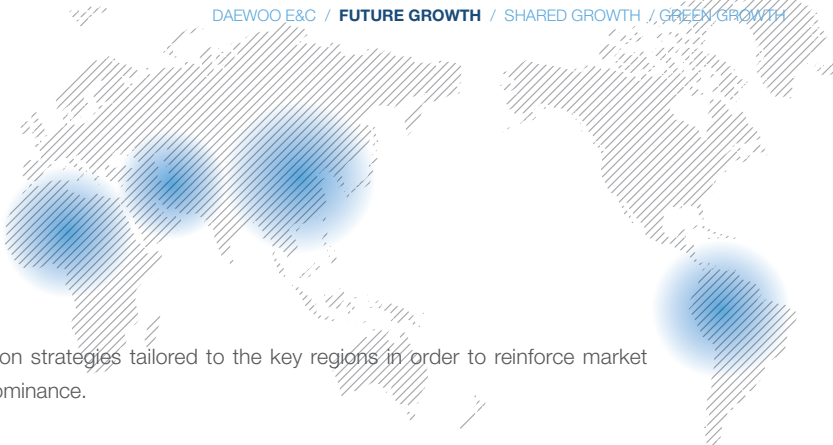 DAEWOO E&C / FUTURE GROWTH / SHARED GROWTH / GREEN GROWTH
on strategies tailored to the key regions in order to reinforce market
ominance.